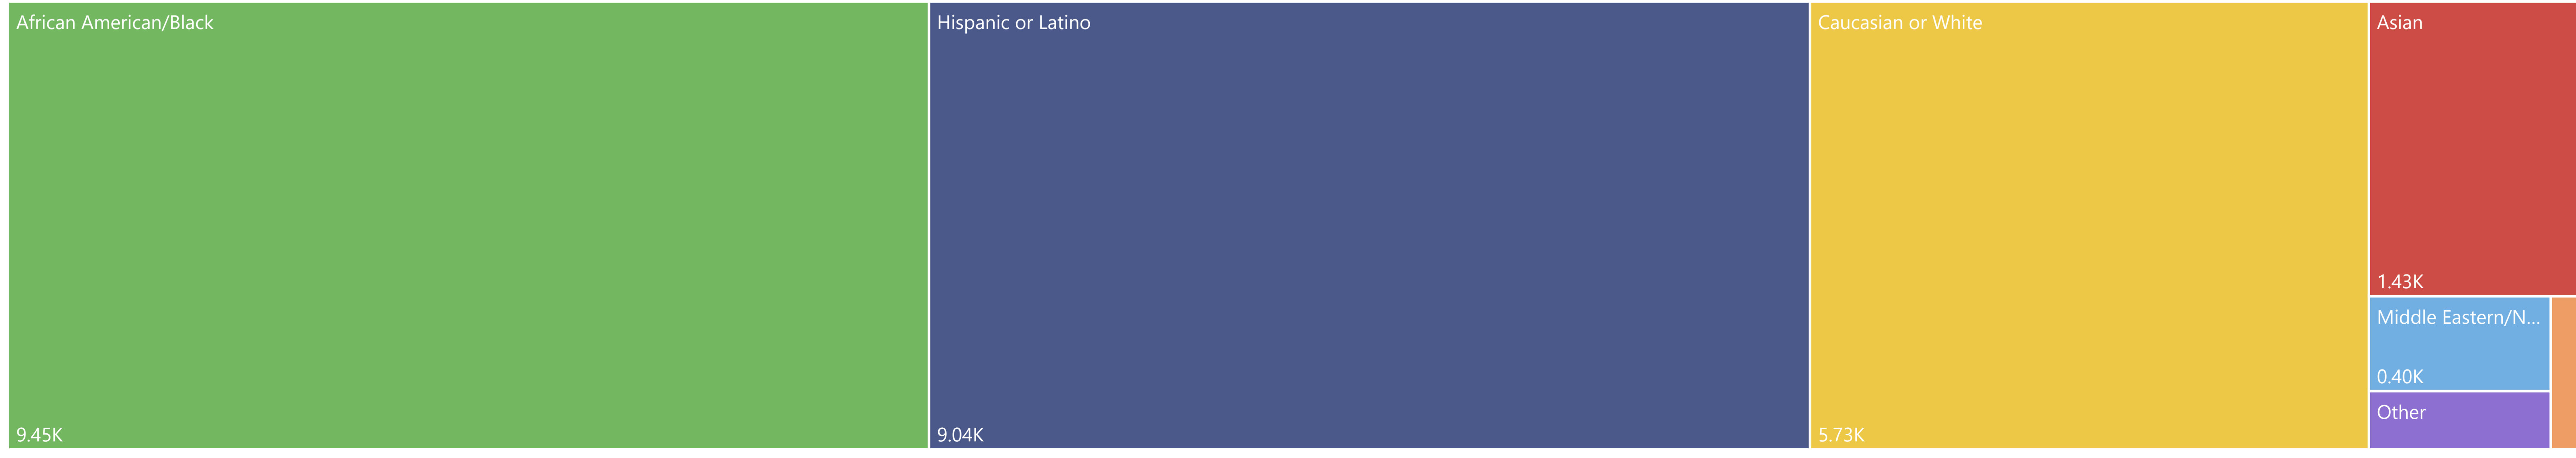 African American/Black
9.45K
Hispanic or Latino
9.04K
Caucasian or White
5.73K
Asian
1.43K
Middle Eastern/N...
0.40K
Other